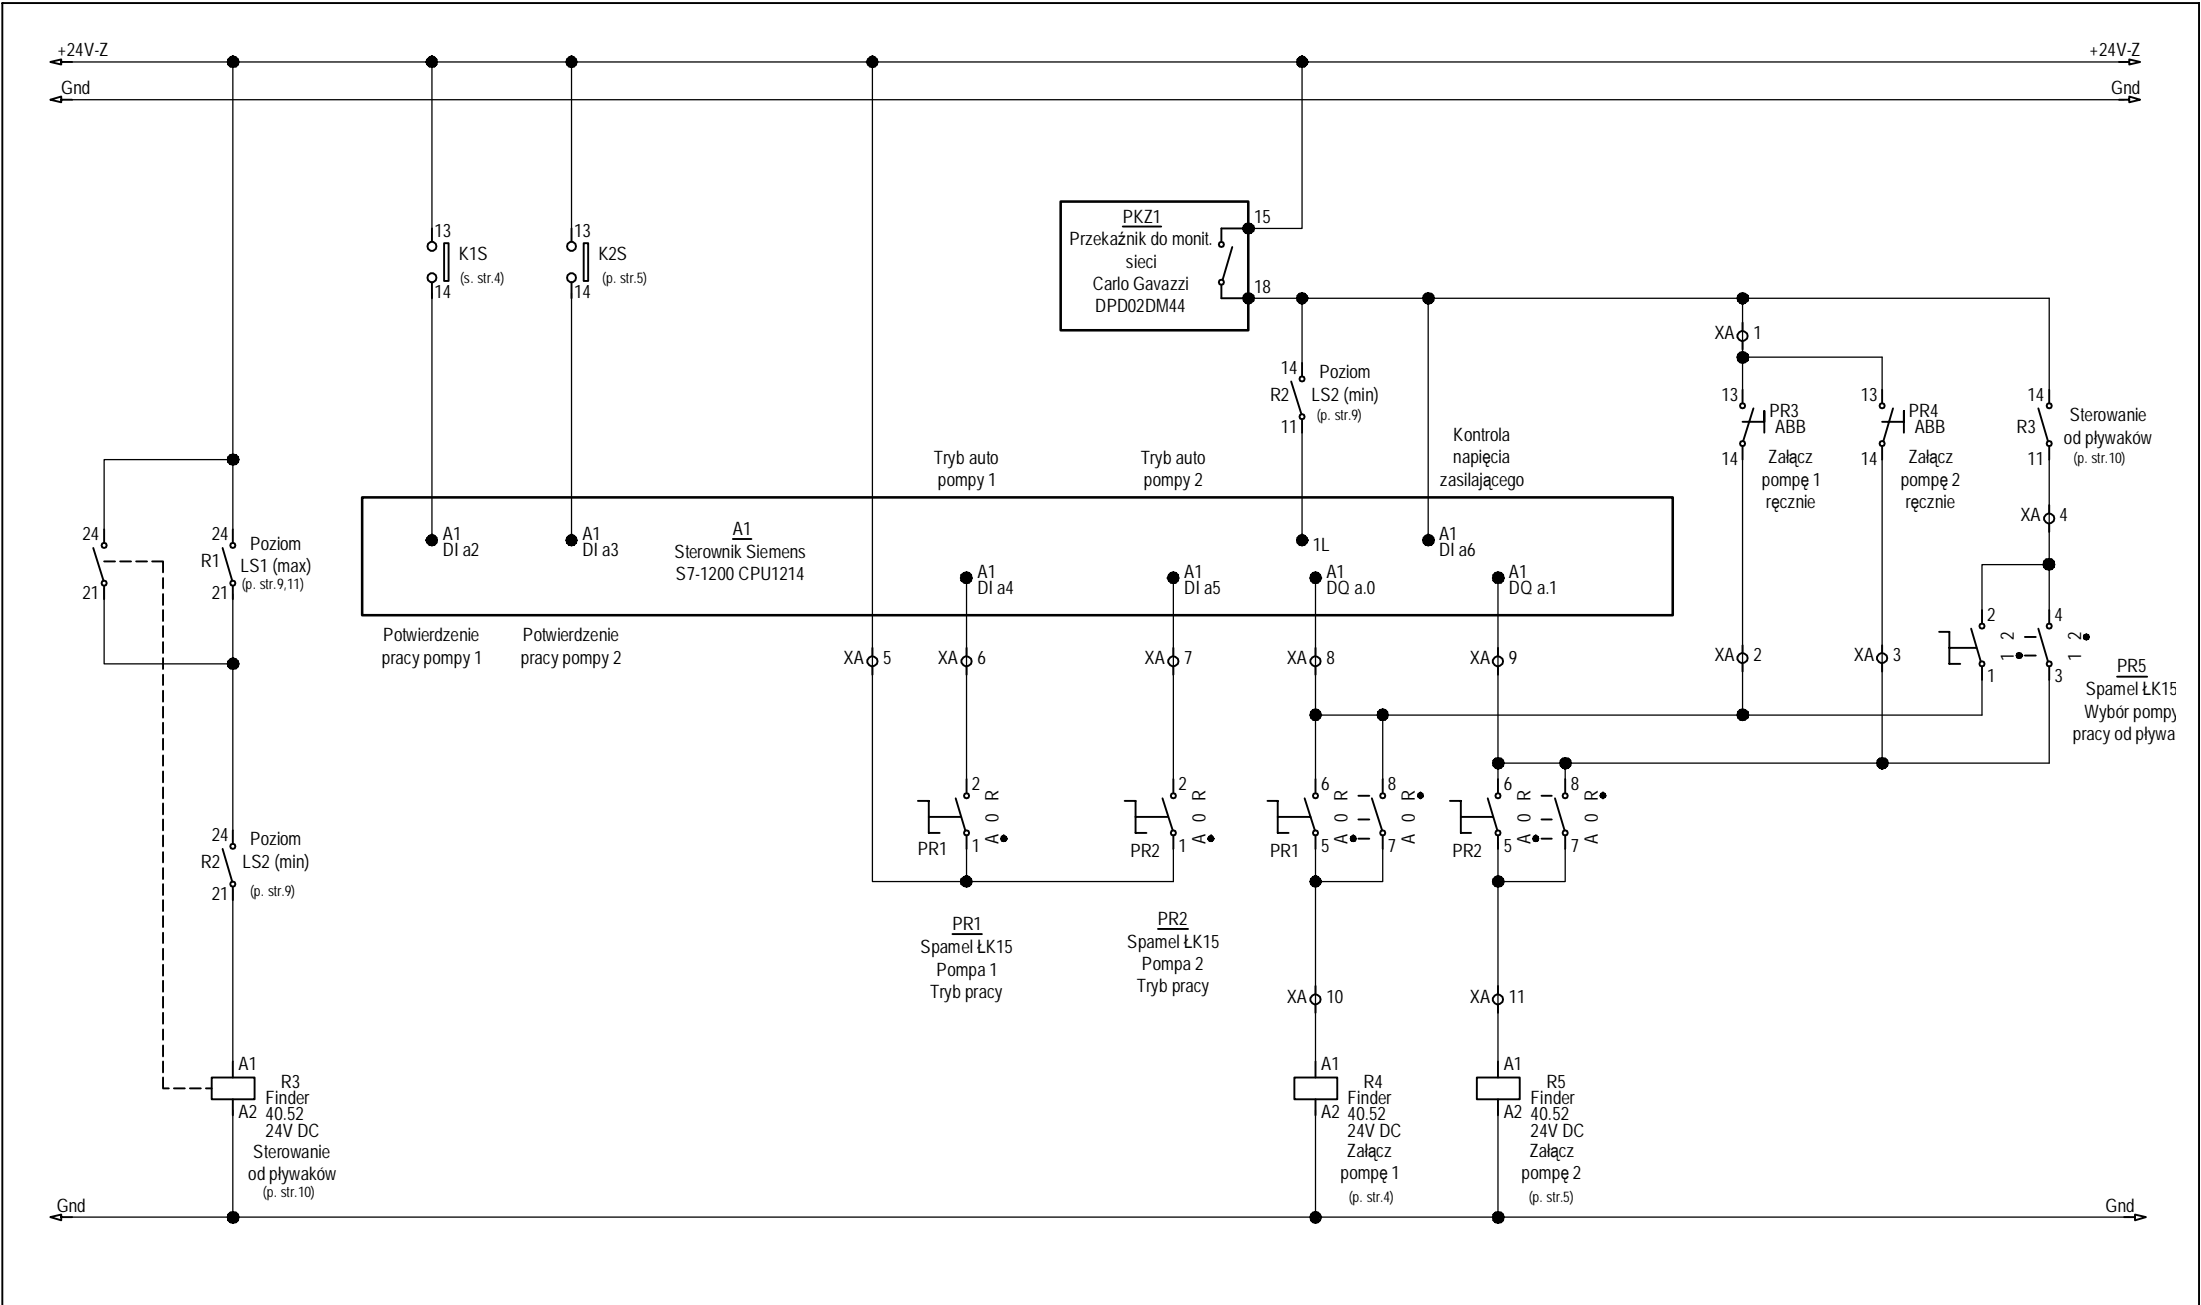 +24V-Z
+24V-Z
Gnd
Gnd
PKZ1
Przekaźnik do monit.
sieci
Carlo Gavazzi
DPD02DM44
15
18
13
K1S
(s. str.4)
14
13
K2S
(p. str.5)
14
XA 1
14
R2
11
Poziom
LS2 (min)
(p. str.9)
13
PR3
ABB
14
Załącz
pompę 1
ręcznie
13
PR4
ABB
14
Załącz
pompę 2
ręcznie
14
R3
11
Sterowanie
od pływaków
(p. str.10)
XA 4
Tryb auto
pompy 1
Tryb auto
pompy 2
Kontrola
napięcia
zasilającego
24
21
24
R1
21
Poziom
LS1 (max)
(p. str.9,11)
A1
DI a2
A1
DI a3
A1
Sterownik Siemens
S7-1200 CPU1214
A1
DI a4
A1
DI a5
1L
A1
DQ a.0
A1
DI a6
A1
DQ a.1
Potwierdzenie
pracy pompy 1
Potwierdzenie
pracy pompy 2
XA 5
XA 6
XA 7
XA 8
XA 9
XA 2
XA 3
2
1
1 2
4
3
1 2
PR5
Spamel ŁK15
Wybór pompy
pracy od pływa
2
PR1
1
A 0 R
2
PR2
1
A 0 R
6
PR1
5
A 0 R
8
7
A 0 R
6
PR2
5
A 0 R
8
7
A 0 R
24
R2
21
Poziom
LS2 (min)
(p. str.9)
PR1
Spamel ŁK15
Pompa 1
Tryb pracy
PR2
Spamel ŁK15
Pompa 2
Tryb pracy
XA 10
XA 11
A1
A2
R3
Finder
40.52
24V DC
Sterowanie
od pływaków
(p. str.10)
A1
A2
R4
Finder
40.52
24V DC
Załącz
pompę 1
(p. str.4)
A1
A2
R5
Finder
40.52
24V DC
Załącz
pompę 2
(p. str.5)
Gnd
Gnd